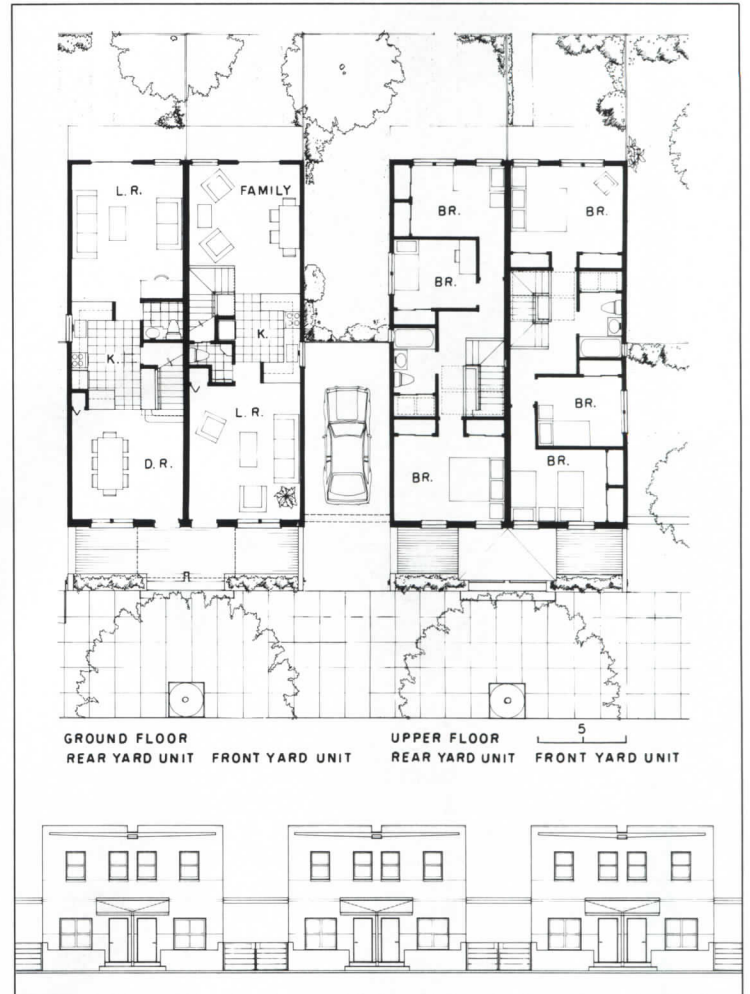 L.R.
FAMILY
BR.
BR.
BR.
K.
K.
L.R.
D.R.
BR.
BR.
BR.
GROUND FLOOR
REAR YARD UNIT FRONT YARD UNIT
UPPER FLOOR
REAR YARD UNIT FRONT YARD UNIT
5